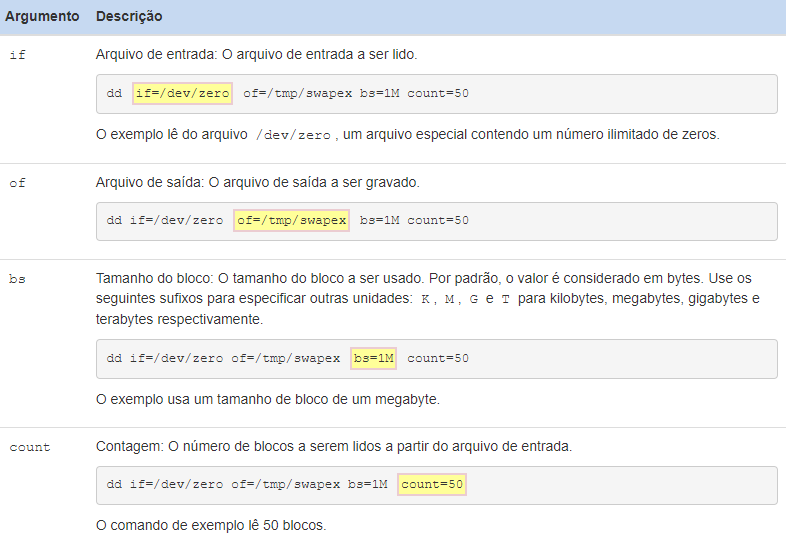 Argumento Descrição
if Arquivo de entrada: O arquivo de entrada a ser lido.
dd if=/dev/zero of=/tmp/swapex bs=1M count=50
O exemplo lê do arquivo /dev/zero, um arquivo especial contendo um número ilimitado de zeros.
of Arquivo de saída: O arquivo de saída a ser gravado.
dd if=/dev/zero of=/tmp/swapex bs=1M count=50
bs Tamanho do bloco: O tamanho do bloco a ser usado. Por padrão, o valor é considerado em bytes. Use os
seguintes sufixos para especificar outras unidades: K, M, G e T para kilobytes, megabytes, gigabytes e
terabytes respectivamente.
dd if=/dev/zero of=/tmp/swapex bs=1M count=50
O exemplo usa um tamanho de bloco de um megabyte.
count Contagem: O número de blocos a serem lidos a partir do arquivo de entrada.
dd if=/dev/zero of=/tmp/swapex bs=1M count=50
O comando de exemplo lê 50 blocos.